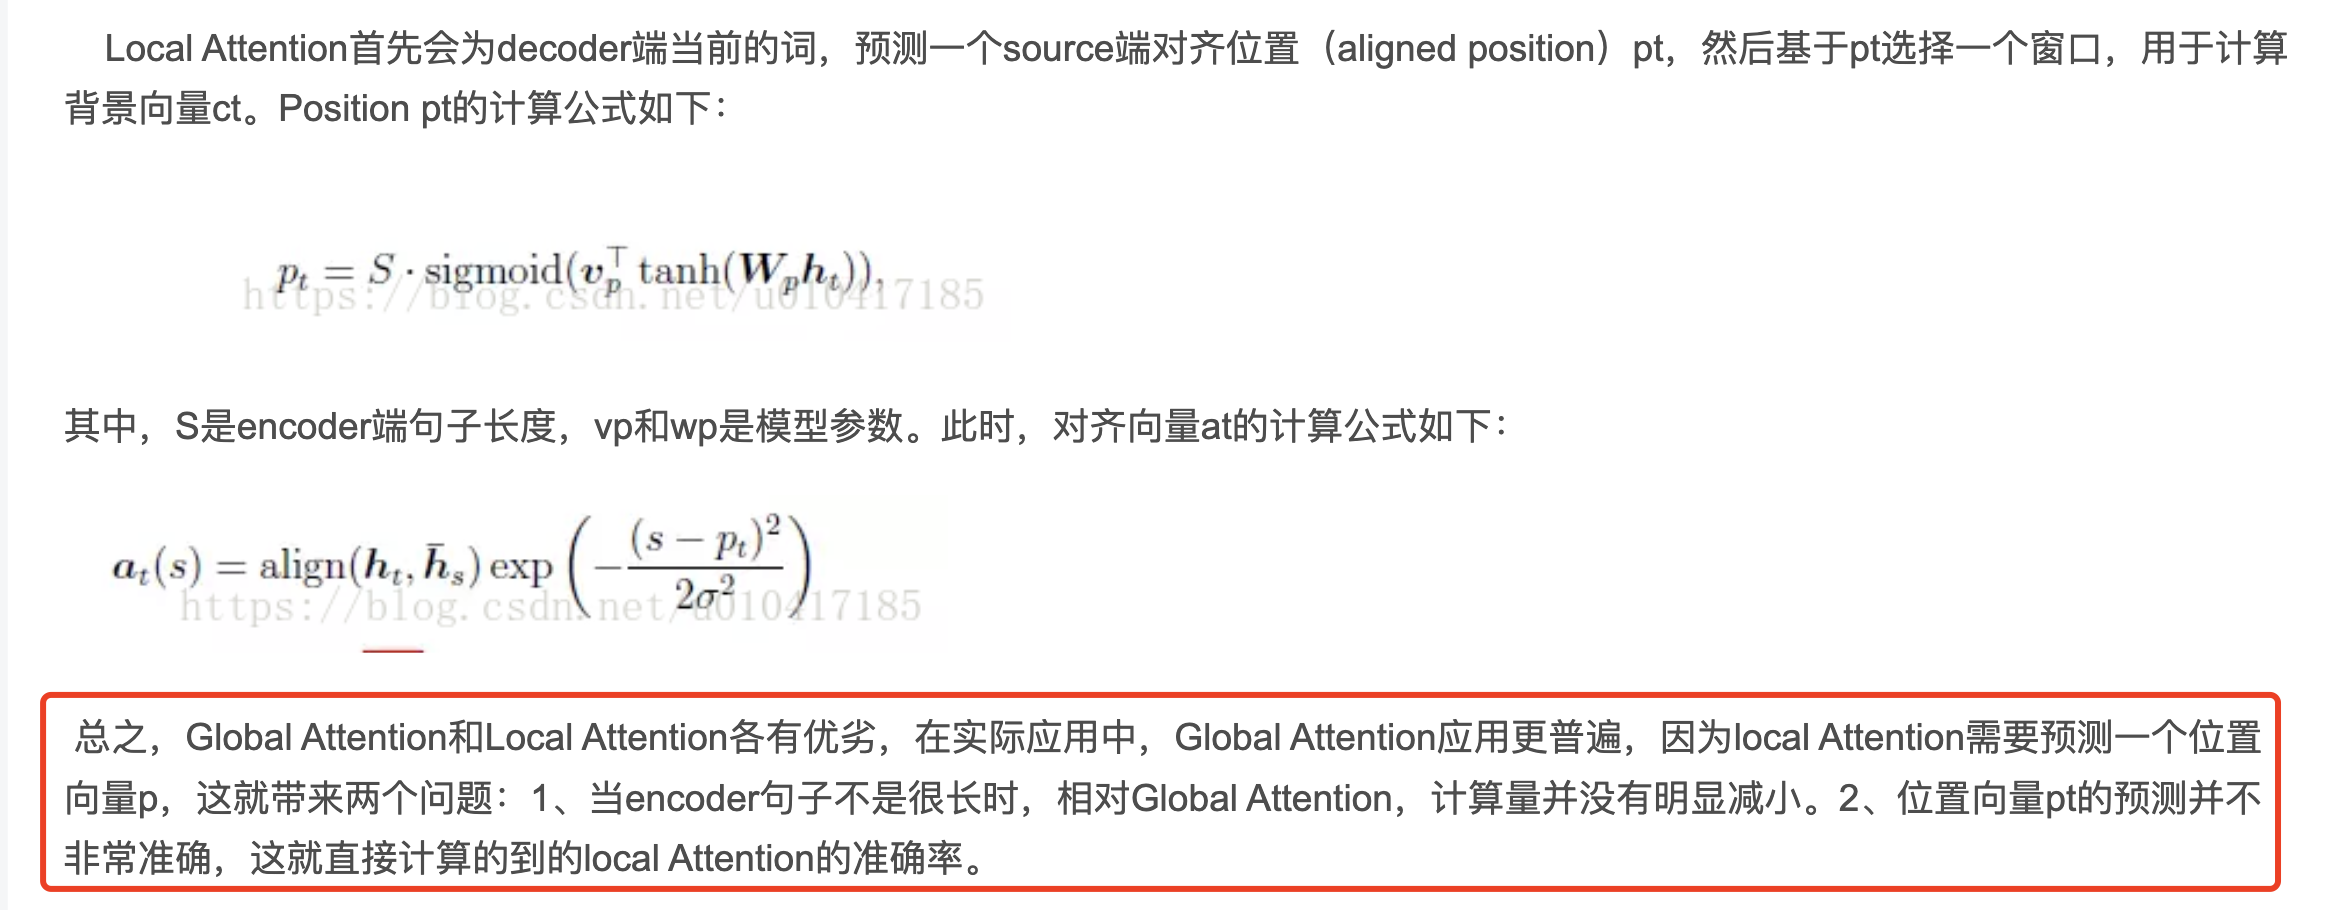 Local Attention首先会为decoder端当前的词，预测一个source端对齐位置（aligned position）pt，然后基于pt选择一个窗口，用于计算
背景向量ct。Position pt的计算公式如下：
p_t = S · sigmoid(v_p^⊤ tanh(W_p h_t)),
https://blog.csdn.net/u010417185
其中，S是encoder端句子长度，vp和wp是模型参数。此时，对齐向量at的计算公式如下：
a_t(s) = align(h_t, h̄_s) exp(−(s − p_t)²/2σ²)
https://blog.csdn.net/u010417185
总之，Global Attention和Local Attention各有优劣，在实际应用中，Global Attention应用更普遍，因为local Attention需要预测一个位置
向量p，这就带来两个问题：1、当encoder句子不是很长时，相对Global Attention，计算量并没有明显减小。2、位置向量pt的预测并不
非常准确，这就直接计算的到的local Attention的准确率。